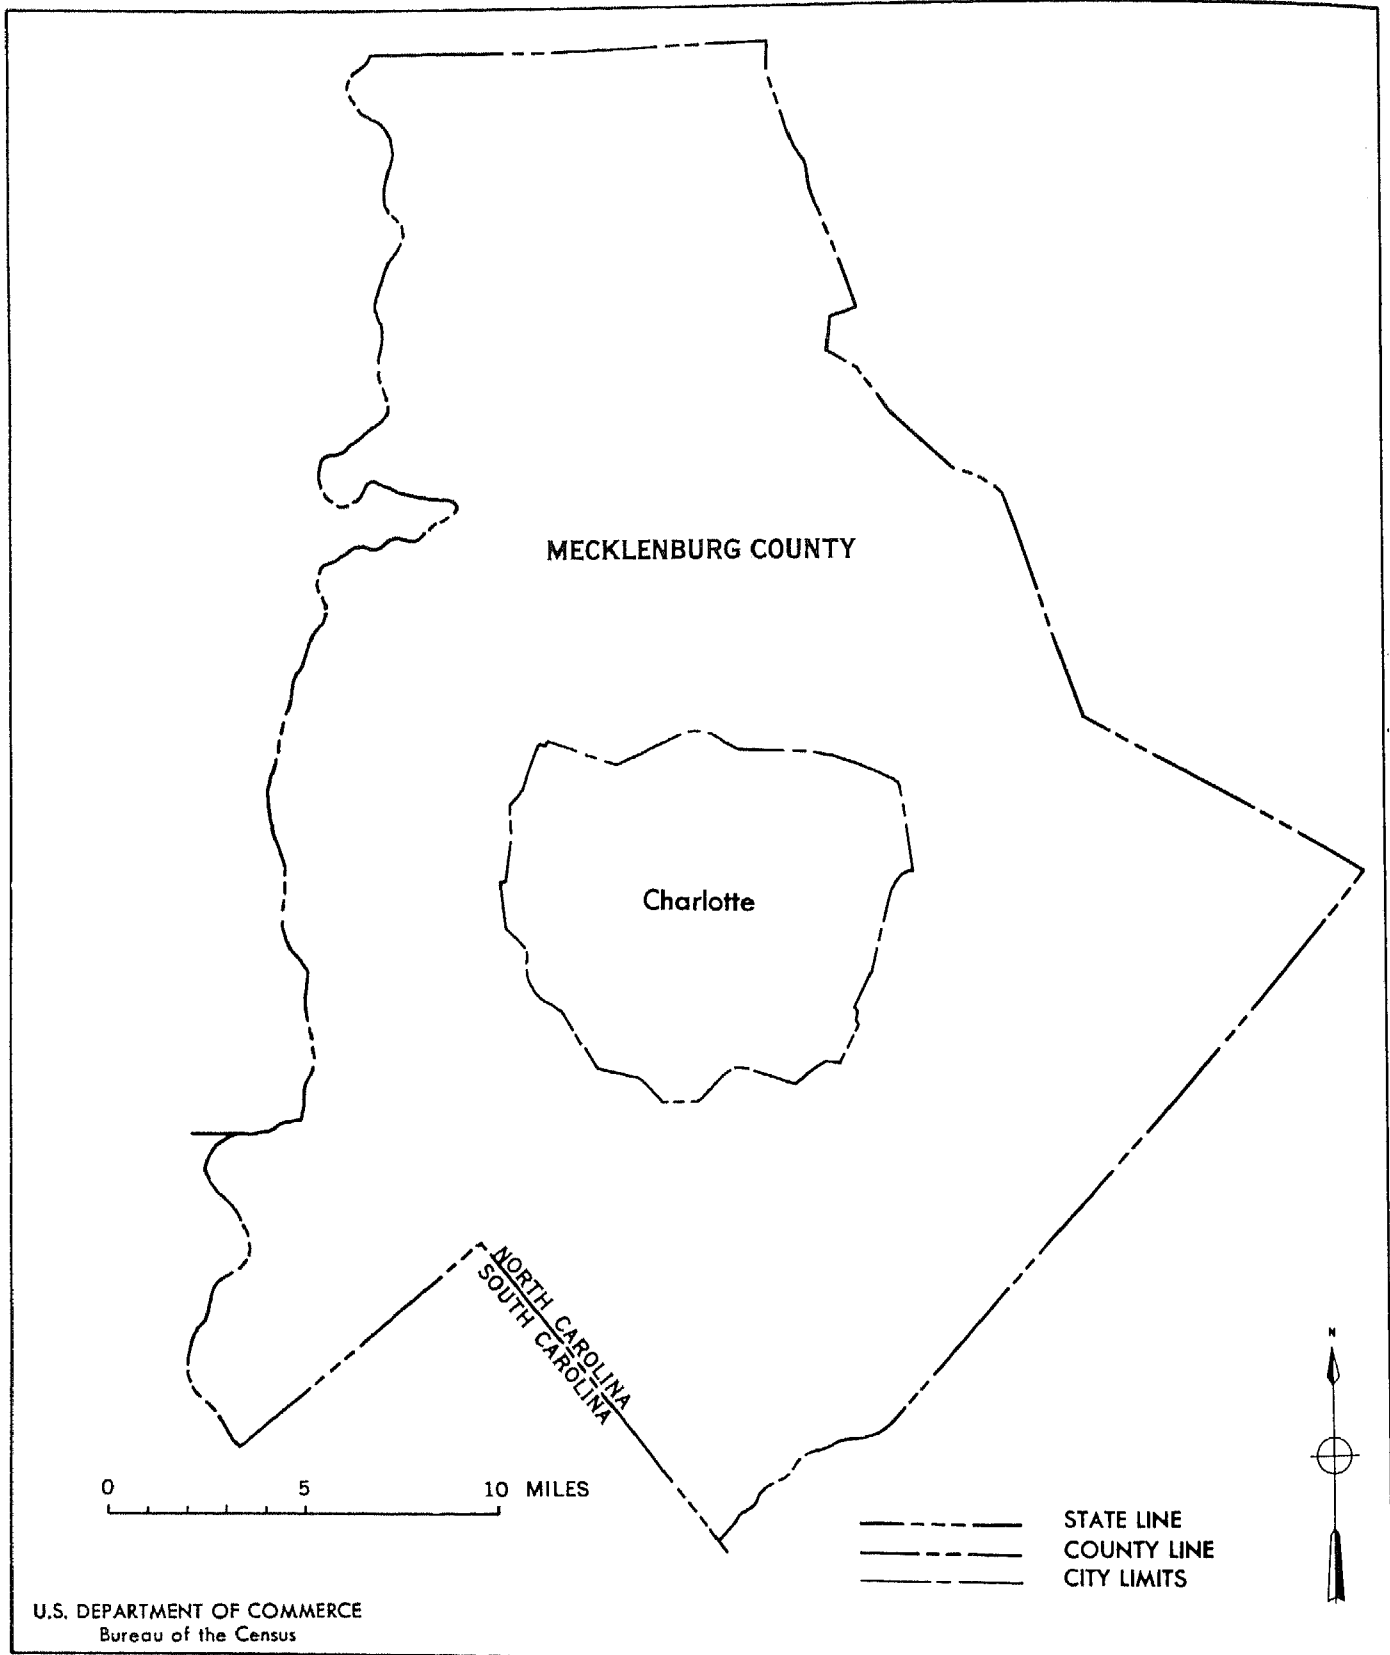 MECKLENBURG COUNTY
Charlotte
NORTH CAROLINA
SOUTH CAROLINA
N
0 5 10 MILES
STATE LINE
COUNTY LINE
CITY LIMITS
U.S. DEPARTMENT OF COMMERCE
Bureau of the Census